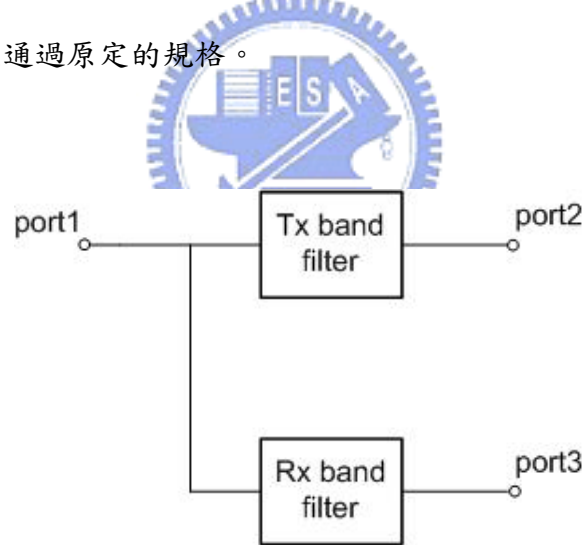 通過原定的規格。
E S A
port1
Tx band
filter
port2
Rx band
filter
port3